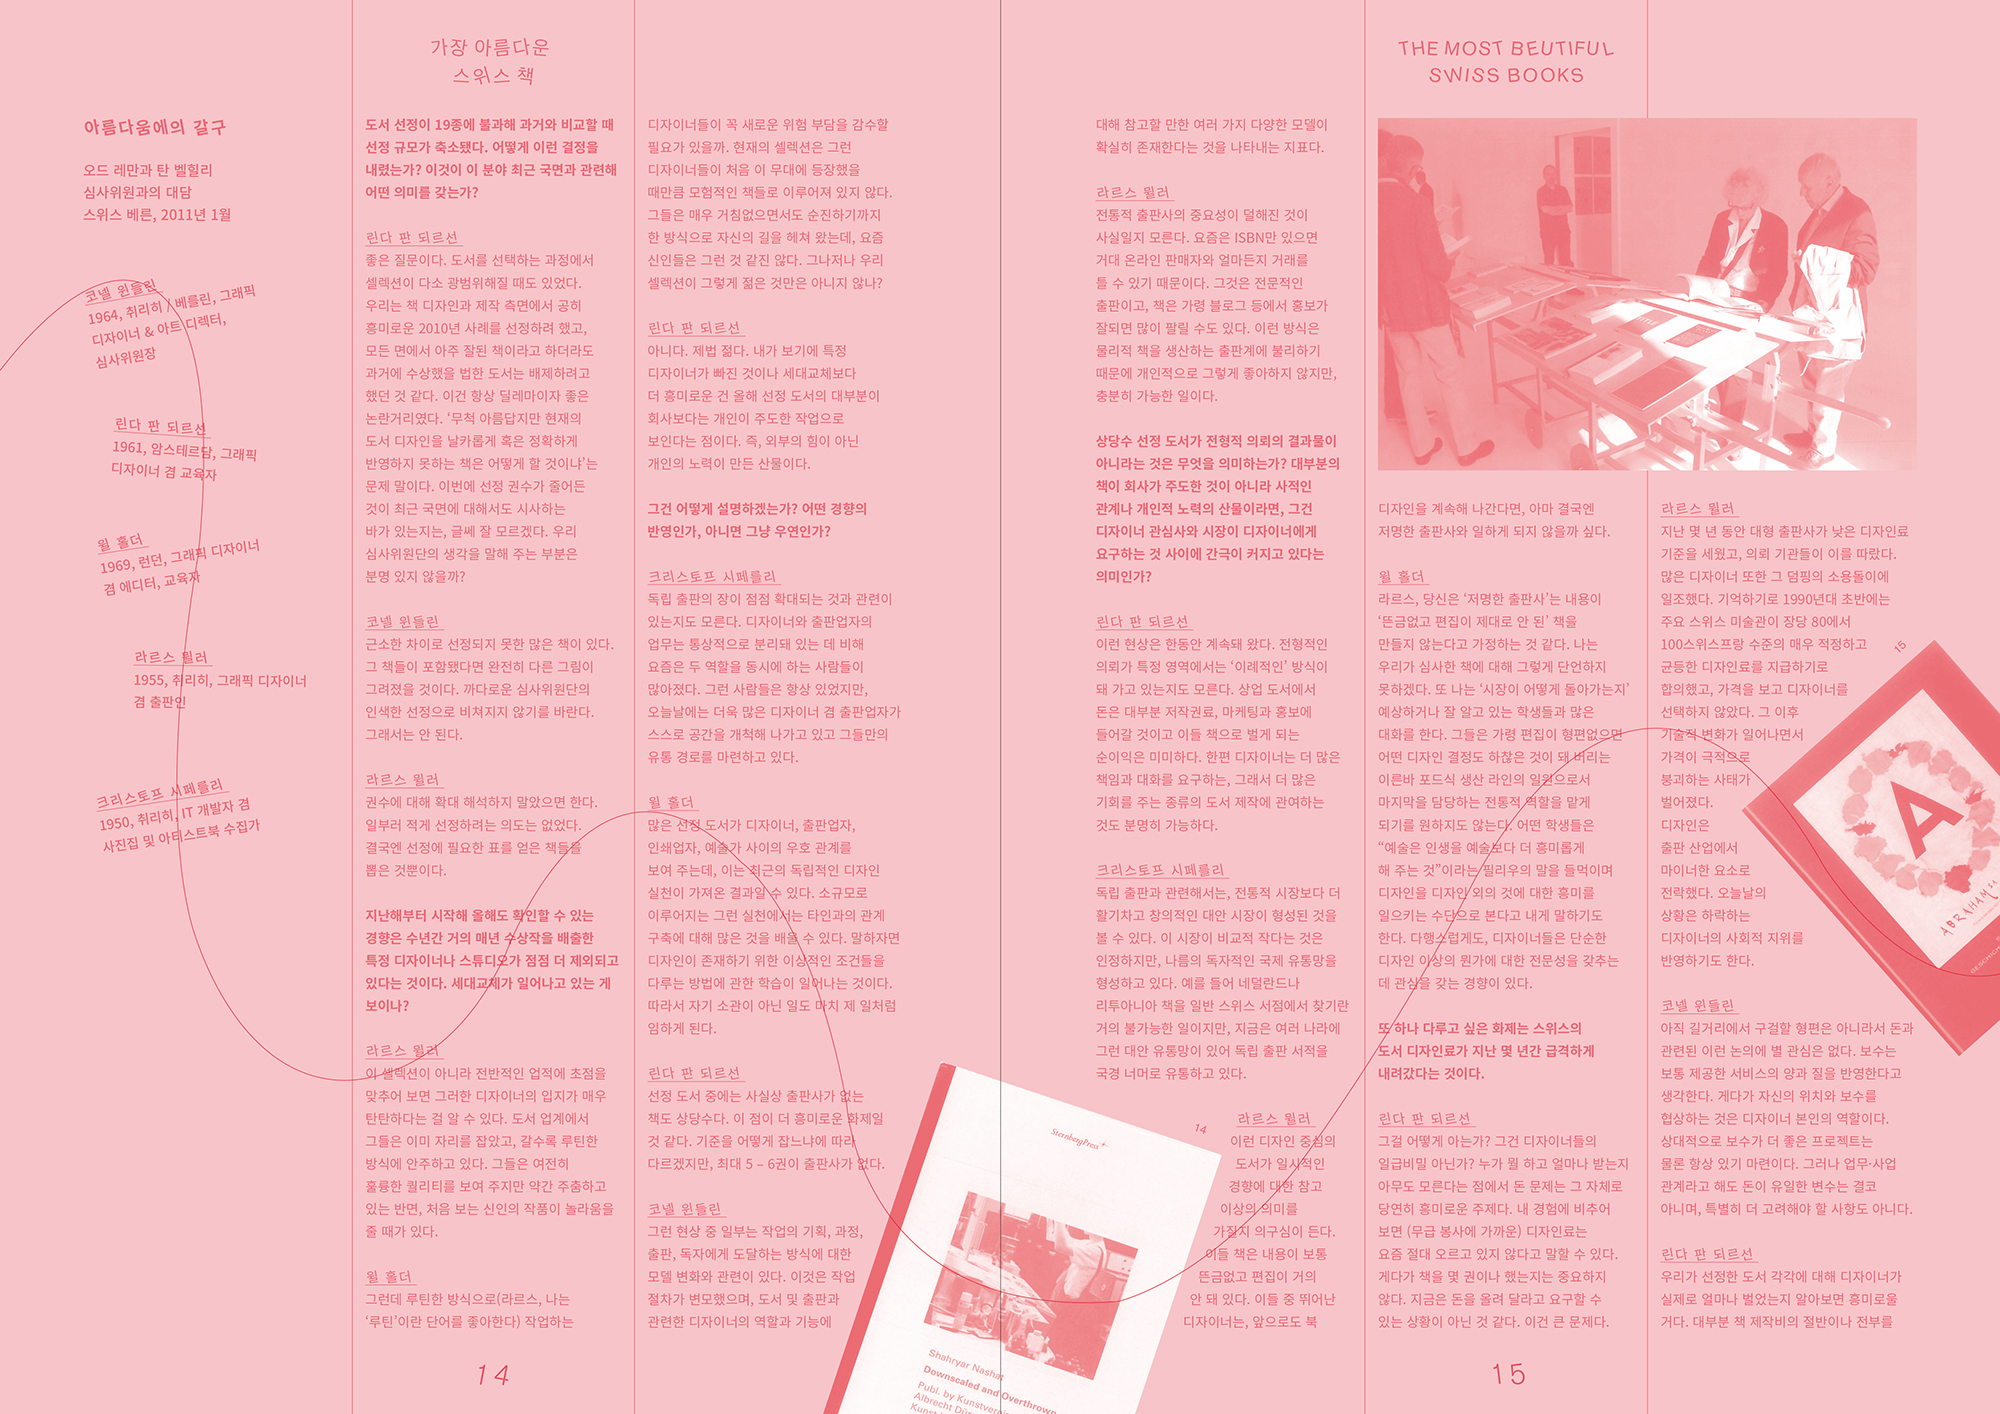 가장 아름다운
스위스 책
아름다움에의 갈구
오드 레만과 탄 벨힐리
심사위원과의 대담
스위스 베른, 2011년 1월
코넬 윈들린
1964, 취리히 / 베를린, 그래픽
디자이너 & 아트 디렉터,
심사위원장
린다 판 되르선
1961, 암스테르담, 그래픽
디자이너 겸 교육자
윌 홀더
1969, 런던, 그래픽 디자이너
겸 에디터, 교육자
라르스 뮐러
1955, 취리히, 그래픽 디자이너
겸 출판인
크리스토프 시페를리
1950, 취리히, IT 개발자 겸
사진집 및 아티스트북 수집가
도서 선정이 19종에 불과해 과거와 비교할 때
선정 규모가 축소됐다. 어떻게 이런 결정을
내렸는가? 이것이 이 분야 최근 국면과 관련해
어떤 의미를 갖는가?
린다 판 되르선
좋은 질문이다. 도서를 선택하는 과정에서
셀렉션이 다소 광범위해질 때도 있었다.
우리는 책 디자인과 제작 측면에서 공히
흥미로운 2010년 사례를 선정하려 했고,
모든 면에서 아주 잘된 책이라고 하더라도
과거에 수상했을 법한 도서는 배제하려고
했던 것 같다. 이건 항상 딜레마이자 좋은
논란거리였다. ‘무척 아름답지만 현재의
도서 디자인을 날카롭게 혹은 정확하게
반영하지 못하는 책은 어떻게 할 것이냐’는
문제 말이다. 이번에 선정 권수가 줄어든
것이 최근 국면에 대해서도 시사하는
바가 있는지는, 글쎄 잘 모르겠다. 우리
심사위원단의 생각을 말해 주는 부분은
분명 있지 않을까?
코넬 윈들린
근소한 차이로 선정되지 못한 많은 책이 있다.
그 책들이 포함됐다면 완전히 다른 그림이
그려졌을 것이다. 까다로운 심사위원단의
인색한 선정으로 비쳐지지 않기를 바란다.
그래서는 안 된다.
라르스 뮐러
권수에 대해 확대 해석하지 말았으면 한다.
일부러 적게 선정하려는 의도는 없었다.
결국엔 선정에 필요한 표를 얻은 책들을
뽑은 것뿐이다.
지난해부터 시작해 올해도 확인할 수 있는
경향은 수년간 거의 매년 수상작을 배출한
특정 디자이너나 스튜디오가 점점 더 제외되고
있다는 것이다. 세대교체가 일어나고 있는 게
보이나?
라르스 뮐러
이 셀렉션이 아니라 전반적인 업적에 초점을
맞추어 보면 그러한 디자이너의 입지가 매우
탄탄하다는 걸 알 수 있다. 도서 업계에서
그들은 이미 자리를 잡았고, 갈수록 루틴한
방식에 안주하고 있다. 그들은 여전히
훌륭한 퀄리티를 보여 주지만 약간 주춤하고
있는 반면, 처음 보는 신인의 작품이 놀라움을
줄 때가 있다.
윌 홀더
그런데 루틴한 방식으로(라르스, 나는
‘루틴’이란 단어를 좋아한다) 작업하는
14
디자이너들이 꼭 새로운 위험 부담을 감수할
필요가 있을까. 현재의 셀렉션은 그런
디자이너들이 처음 이 무대에 등장했을
때만큼 모험적인 책들로 이루어져 있지 않다.
그들은 매우 거침없으면서도 순진하기까지
한 방식으로 자신의 길을 헤쳐 왔는데, 요즘
신인들은 그런 것 같진 않다. 그나저나 우리
셀렉션이 그렇게 젊은 것만은 아니지 않나?
린다 판 되르선
아니다. 제법 젊다. 내가 보기에 특정
디자이너가 빠진 것이나 세대교체보다
더 흥미로운 건 올해 선정 도서의 대부분이
회사보다는 개인이 주도한 작업으로
보인다는 점이다. 즉, 외부의 힘이 아닌
개인의 노력이 만든 산물이다.
그건 어떻게 설명하겠는가? 어떤 경향의
반영인가, 아니면 그냥 우연인가?
크리스토프 시페를리
독립 출판의 장이 점점 확대되는 것과 관련이
있는지도 모른다. 디자이너와 출판업자의
업무는 통상적으로 분리돼 있는 데 비해
요즘은 두 역할을 동시에 하는 사람들이
많아졌다. 그런 사람들은 항상 있었지만,
오늘날에는 더욱 많은 디자이너 겸 출판업자가
스스로 공간을 개척해 나가고 있고 그들만의
유통 경로를 마련하고 있다.
윌 홀더
많은 선정 도서가 디자이너, 출판업자,
인쇄업자, 예술가 사이의 우호 관계를
보여 주는데, 이는 최근의 독립적인 디자인
실천이 가져온 결과일 수 있다. 소규모로
이루어지는 그런 실천에서는 타인과의 관계
구축에 대해 많은 것을 배울 수 있다. 말하자면
디자인이 존재하기 위한 이상적인 조건들을
다루는 방법에 관한 학습이 일어나는 것이다.
따라서 자기 소관이 아닌 일도 마치 제 일처럼
임하게 된다.
린다 판 되르선
선정 도서 중에는 사실상 출판사가 없는
책도 상당수다. 이 점이 더 흥미로운 화제일
것 같다. 기준을 어떻게 잡느냐에 따라
다르겠지만, 최대 5 – 6권이 출판사가 없다.
코넬 윈들린
그런 현상 중 일부는 작업의 기획, 과정,
출판, 독자에게 도달하는 방식에 대한
모델 변화와 관련이 있다. 이것은 작업
절차가 변모했으며, 도서 및 출판과
관련한 디자이너의 역할과 기능에
SternbergPress
Shahryar Nashat
Downscaled and Overthrown
Publ. by Kunstverein
Albrecht
대해 참고할 만한 여러 가지 다양한 모델이
확실히 존재한다는 것을 나타내는 지표다.
라르스 뮐러
전통적 출판사의 중요성이 덜해진 것이
사실일지 모른다. 요즘은 ISBN만 있으면
거대 온라인 판매자와 얼마든지 거래를
틀 수 있기 때문이다. 그것은 전문적인
출판이고, 책은 가령 블로그 등에서 홍보가
잘되면 많이 팔릴 수도 있다. 이런 방식은
물리적 책을 생산하는 출판계에 불리하기
때문에 개인적으로 그렇게 좋아하지 않지만,
충분히 가능한 일이다.
상당수 선정 도서가 전형적 의뢰의 결과물이
아니라는 것은 무엇을 의미하는가? 대부분의
책이 회사가 주도한 것이 아니라 사적인
관계나 개인적 노력의 산물이라면, 그건
디자이너 관심사와 시장이 디자이너에게
요구하는 것 사이에 간극이 커지고 있다는
의미인가?
린다 판 되르선
이런 현상은 한동안 계속돼 왔다. 전형적인
의뢰가 특정 영역에서는 ‘이례적인’ 방식이
돼 가고 있는지도 모른다. 상업 도서에서
돈은 대부분 저작권료, 마케팅과 홍보에
들어갈 것이고 이들 책으로 벌게 되는
순이익은 미미하다. 한편 디자이너는 더 많은
책임과 대화를 요구하는, 그래서 더 많은
기회를 주는 종류의 도서 제작에 관여하는
것도 분명히 가능하다.
크리스토프 시페를리
독립 출판과 관련해서는, 전통적 시장보다 더
활기차고 창의적인 대안 시장이 형성된 것을
볼 수 있다. 이 시장이 비교적 작다는 것은
인정하지만, 나름의 독자적인 국제 유통망을
형성하고 있다. 예를 들어 네덜란드나
리투아니아 책을 일반 스위스 서점에서 찾기란
거의 불가능한 일이지만, 지금은 여러 나라에
그런 대안 유통망이 있어 독립 출판 서적을
국경 너머로 유통하고 있다.
14
라르스 뮐러
이런 디자인 중심의
도서가 일시적인
경향에 대한 참고
이상의 의미를
가질지 의구심이 든다.
이들 책은 내용이 보통
뜬금없고 편집이 거의
안 돼 있다. 이들 중 뛰어난
디자이너는, 앞으로도 북
THE MOST BEUTIFUL
SWISS BOOKS
디자인을 계속해 나간다면, 아마 결국엔
저명한 출판사와 일하게 되지 않을까 싶다.
윌 홀더
라르스, 당신은 ‘저명한 출판사’는 내용이
‘뜬금없고 편집이 제대로 안 된’ 책을
만들지 않는다고 가정하는 것 같다. 나는
우리가 심사한 책에 대해 그렇게 단언하지
못하겠다. 또 나는 ‘시장이 어떻게 돌아가는지’
예상하거나 잘 알고 있는 학생들과 많은
대화를 한다. 그들은 가령 편집이 형편없으면
어떤 디자인 결정도 하찮은 것이 돼 버리는
이른바 포드식 생산 라인의 일원으로서
마지막을 담당하는 전통적 역할을 맡게
되기를 원하지도 않는다. 어떤 학생들은
“예술은 인생을 예술보다 더 흥미롭게
해 주는 것”이라는 필리우의 말을 들먹이며
디자인을 디자인 외의 것에 대한 흥미를
일으키는 수단으로 본다고 내게 말하기도
한다. 다행스럽게도, 디자이너들은 단순한
디자인 이상의 뭔가에 대한 전문성을 갖추는
데 관심을 갖는 경향이 있다.
또 하나 다루고 싶은 화제는 스위스의
도서 디자인료가 지난 몇 년간 급격하게
내려갔다는 것이다.
린다 판 되르선
그걸 어떻게 아는가? 그건 디자이너들의
일급비밀 아닌가? 누가 뭘 하고 얼마나 받는지
아무도 모른다는 점에서 돈 문제는 그 자체로
당연히 흥미로운 주제다. 내 경험에 비추어
보면 (무급 봉사에 가까운) 디자인료는
요즘 절대 오르고 있지 않다고 말할 수 있다.
게다가 책을 몇 권이나 했는지는 중요하지
않다. 지금은 돈을 올려 달라고 요구할 수
있는 상황이 아닌 것 같다. 이건 큰 문제다.
15
라르스 뮐러
지난 몇 년 동안 대형 출판사가 낮은 디자인료
기준을 세웠고, 의뢰 기관들이 이를 따랐다.
많은 디자이너 또한 그 덤핑의 소용돌이에
일조했다. 기억하기로 1990년대 초반에는
주요 스위스 미술관이 장당 80에서
100스위스프랑 수준의 매우 적정하고
균등한 디자인료를 지급하기로
합의했고, 가격을 보고 디자이너를
선택하지 않았다. 그 이후
기술적 변화가 일어나면서
가격이 극적으로
붕괴하는 사태가
벌어졌다.
디자인은
출판 산업에서
마이너한 요소로
전락했다. 오늘날의
상황은 하락하는
디자이너의 사회적 지위를
반영하기도 한다.
15
A
ABRAHAM
코넬 윈들린
아직 길거리에서 구걸할 형편은 아니라서 돈과
관련된 이런 논의에 별 관심은 없다. 보수는
보통 제공한 서비스의 양과 질을 반영한다고
생각한다. 게다가 자신의 위치와 보수를
협상하는 것은 디자이너 본인의 역할이다.
상대적으로 보수가 더 좋은 프로젝트는
물론 항상 있기 마련이다. 그러나 업무·사업
관계라고 해도 돈이 유일한 변수는 결코
아니며, 특별히 더 고려해야 할 사항도 아니다.
린다 판 되르선
우리가 선정한 도서 각각에 대해 디자이너가
실제로 얼마나 벌었는지 알아보면 흥미로울
거다. 대부분 책 제작비의 절반이나 전부를